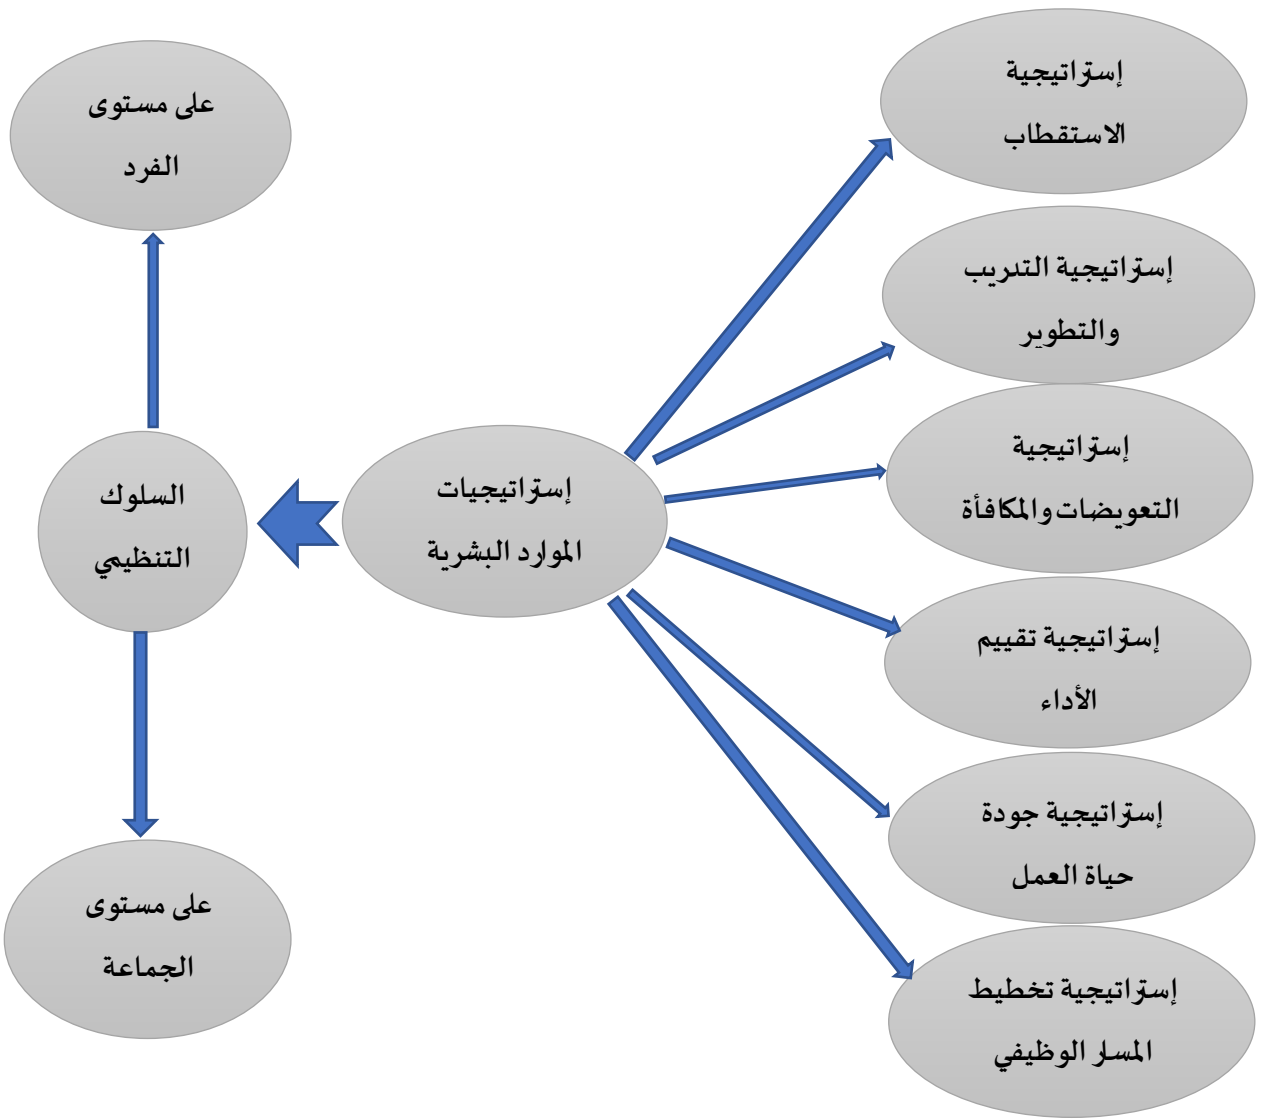 إستراتيجية
الاستقطاب
إستراتيجية التدريب
والتطوير
إستراتيجية
التعويضات والمكافأة
إستراتيجية تقييم
الأداء
إستراتيجية جودة
حياة العمل
إستراتيجية تخطيط
المسار الوظيفي
إستراتيجيات
الموارد البشرية
على مستوى
الفرد
السلوك
التنظيمي
على مستوى
الجماعة